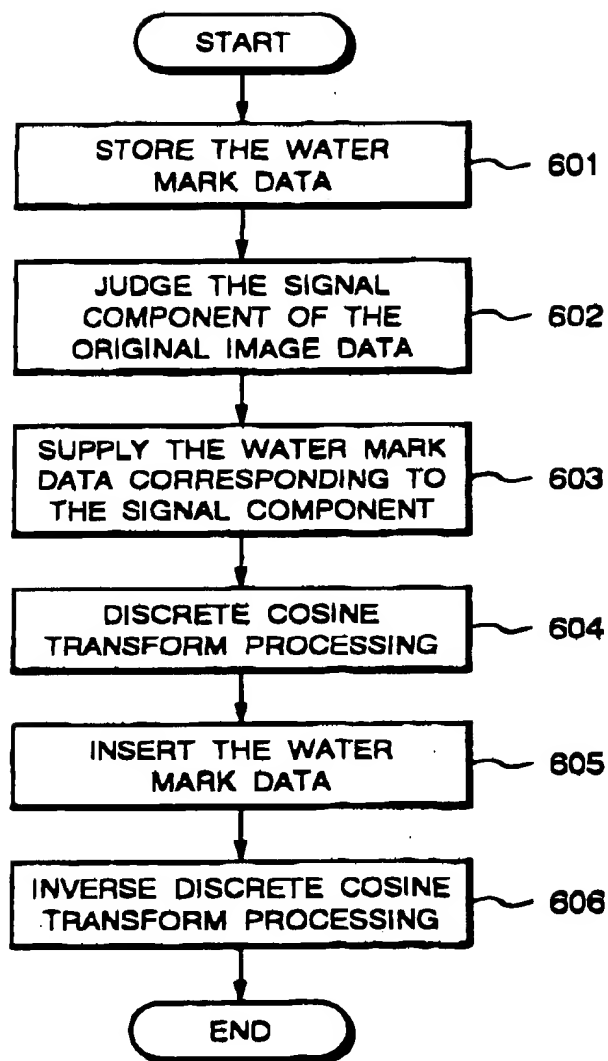 START
STORE THE WATER
MARK DATA
601
JUDGE THE SIGNAL
COMPONENT OF THE
ORIGINAL IMAGE DATA
602
SUPPLY THE WATER MARK
DATA CORRESPONDING TO
THE SIGNAL COMPONENT
603
DISCRETE COSINE
TRANSFORM PROCESSING
604
INSERT THE WATER
MARK DATA
605
INVERSE DISCRETE COSINE
TRANSFORM PROCESSING
606
END